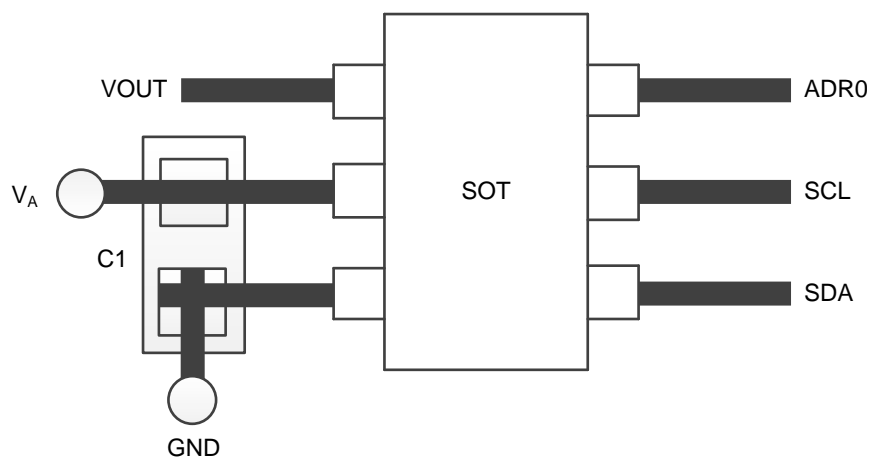 VOUT
ADR0
VA
SOT
SCL
C1
SDA
GND